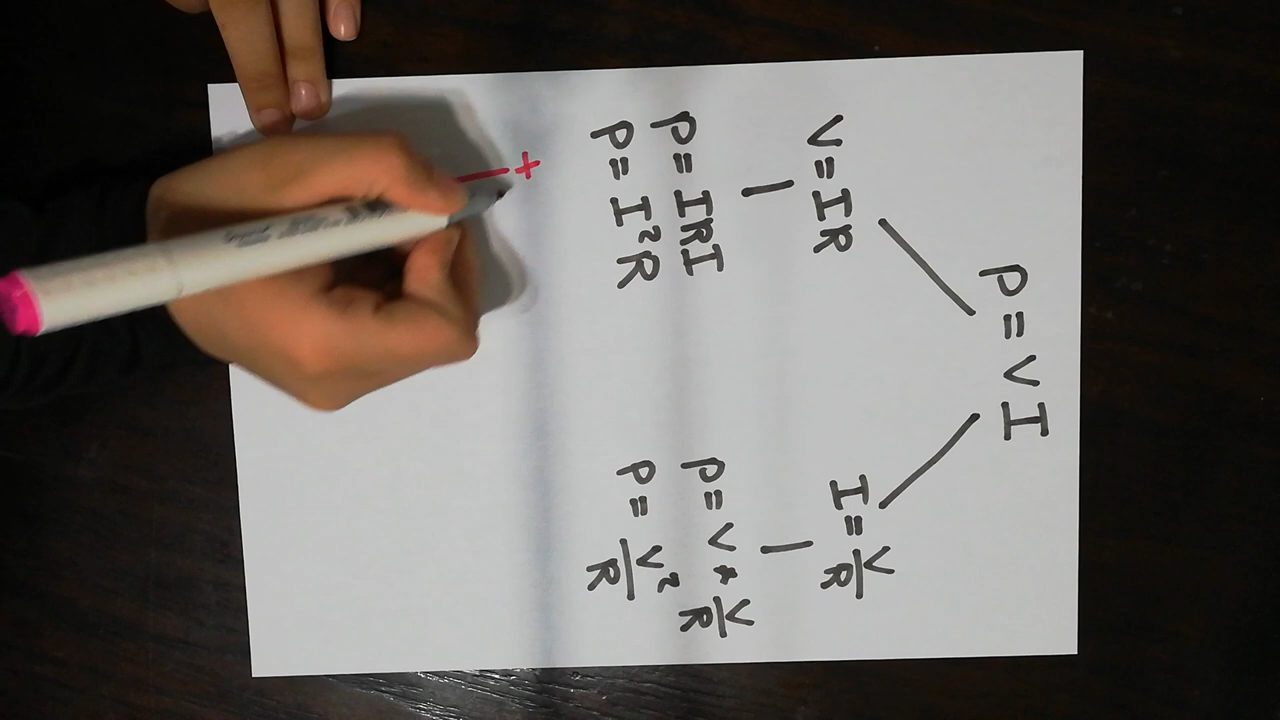 P = VI
V = IR
P = IRI
P = I²R
I = V/R
P = V * V/R
P = V²/R
+